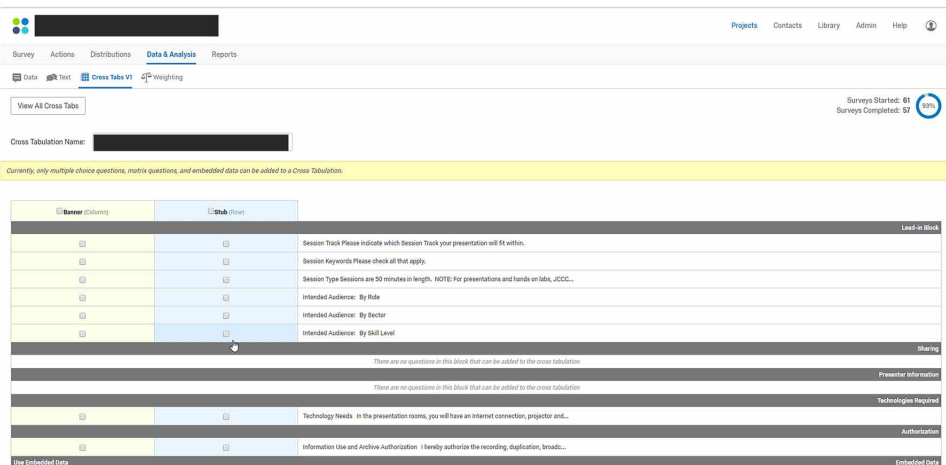 Projects Contacts Library Admin Help
Survey Actions Distributions Data & Analysis Reports
Data Text Cross Tabs V1 Weighting
View All Cross Tabs
Surveys Started: 61
Surveys Completed: 57
93%
Cross Tabulation Name:
Currently, only multiple choice questions, matrix questions, and embedded data can be added to a Cross Tabulation.
Banner (Column) Stub (Row)
Lead-in Block
Session Track Please indicate which Session Track your presentation will fit within.
Session Keywords Please check all that apply.
Session Type Sessions are 50 minutes in length. NOTE: For presentations and hands on labs, JCCC...
Intended Audience: By Role
Intended Audience: By Sector
Intended Audience: By Skill Level
Sharing
There are no questions in this block that can be added to the cross tabulation
Presenter Information
There are no questions in this block that can be added to the cross tabulation
Technologies Required
Technology Needs In the presentation rooms, you will have an Internet connection, projector and...
Authorization
Information Use and Archive Authorization I hereby authorize the recording, duplication, broadc...
Use Embedded Data Embedded Data